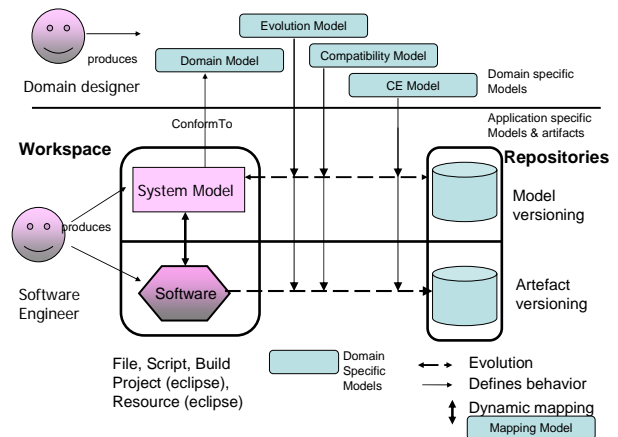 Evolution Model
produces
Compatibility Model
Domain Model
Domain designer
CE Model
Domain specific
Models
ConformTo
Application specific
Models & artifacts
Workspace
Repositories
System Model
Model
versioning
produces
Software
Engineer
Software
Artefact
versioning
File, Script, Build
Project (eclipse),
Resource (eclipse)
Domain
Specific
Models
Evolution
Defines behavior
Dynamic mapping
Mapping Model